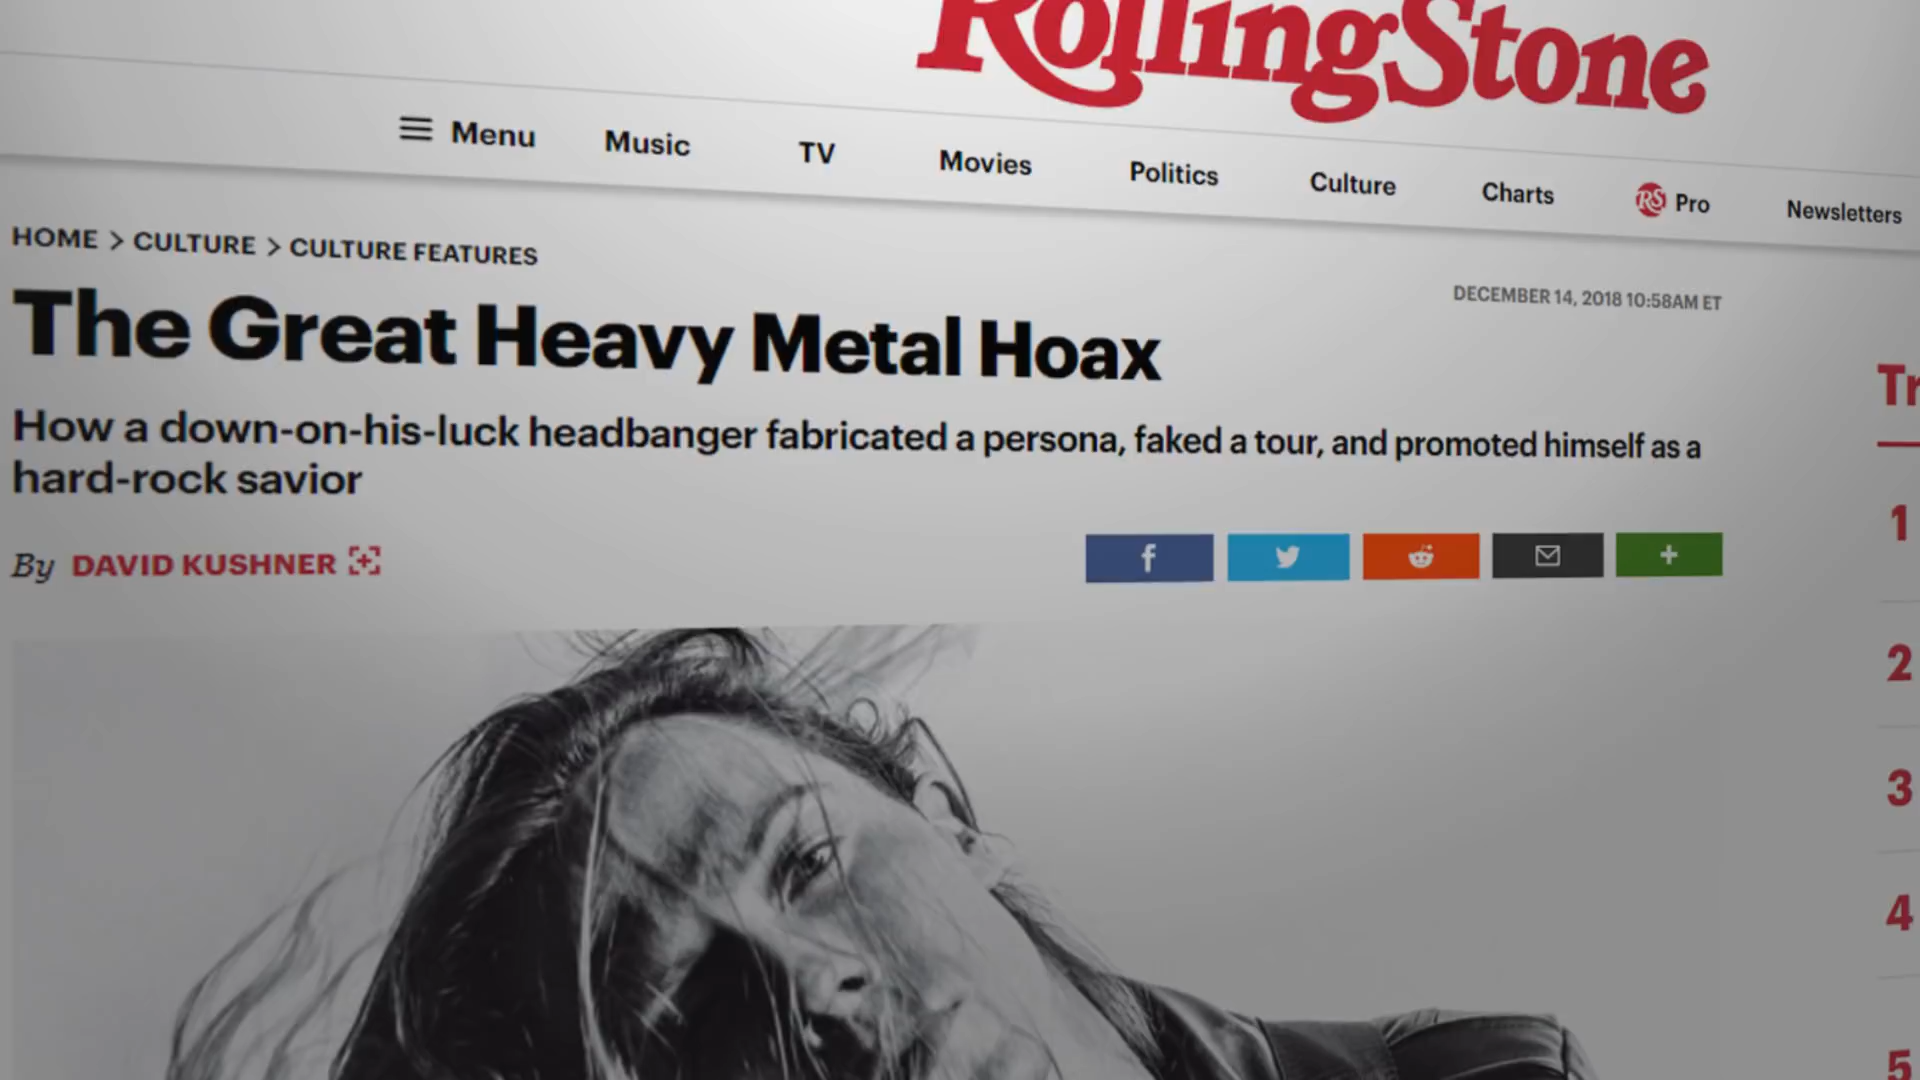 RollingStone
Menu Music TV Movies Politics Culture Charts RS Pro Newsletters
HOME > CULTURE > CULTURE FEATURES
DECEMBER 14, 2018 10:58AM ET
The Great Heavy Metal Hoax
How a down-on-his-luck headbanger fabricated a persona, faked a tour, and promoted himself as a
hard-rock savior
By DAVID KUSHNER
Tr
1
2
3
4
5